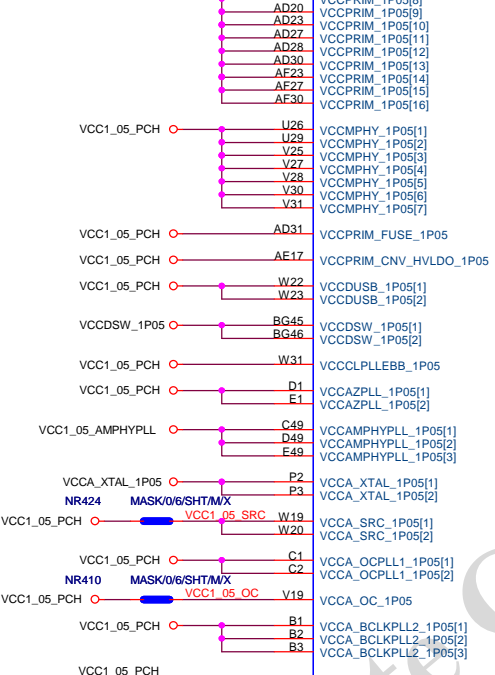 VCCPRIM_1P05[8]
AD20 VCCPRIM_1P05[9]
AD23 VCCPRIM_1P05[10]
AD27 VCCPRIM_1P05[11]
AD28 VCCPRIM_1P05[12]
AD30 VCCPRIM_1P05[13]
AF23 VCCPRIM_1P05[14]
AF27 VCCPRIM_1P05[15]
AF30 VCCPRIM_1P05[16]
VCC1_05_PCH U26 VCCMPHY_1P05[1]
U29 VCCMPHY_1P05[2]
V25 VCCMPHY_1P05[3]
V27 VCCMPHY_1P05[4]
V28 VCCMPHY_1P05[5]
V30 VCCMPHY_1P05[6]
V31 VCCMPHY_1P05[7]
VCC1_05_PCH AD31 VCCPRIM_FUSE_1P05
VCC1_05_PCH AE17 VCCPRIM_CNV_HVLDO_1P05
VCC1_05_PCH W22 VCCDUSB_1P05[1]
W23 VCCDUSB_1P05[2]
VCCDSW_1P05 BG45 VCCDSW_1P05[1]
BG46 VCCDSW_1P05[2]
VCC1_05_PCH W31 VCCCLPLLEBB_1P05
VCC1_05_PCH D1 VCCAZPLL_1P05[1]
E1 VCCAZPLL_1P05[2]
VCC1_05_AMPHYPLL C49 VCCAMPHYPLL_1P05[1]
D49 VCCAMPHYPLL_1P05[2]
E49 VCCAMPHYPLL_1P05[3]
VCCA_XTAL_1P05 P2 VCCA_XTAL_1P05[1]
P3 VCCA_XTAL_1P05[2]
NR424 MASK/0/6/SHT/M/X
VCC1_05_PCH VCC1_05_SRC W19 VCCA_SRC_1P05[1]
W20 VCCA_SRC_1P05[2]
VCC1_05_PCH C1 VCCA_OCPLL1_1P05[1]
C2 VCCA_OCPLL1_1P05[2]
NR410 MASK/0/6/SHT/M/X
VCC1_05_PCH VCC1_05_OC V19 VCCA_OC_1P05
VCC1_05_PCH B1 VCCA_BCLKPLL2_1P05[1]
B2 VCCA_BCLKPLL2_1P05[2]
B3 VCCA_BCLKPLL2_1P05[3]
VCC1_05_PCH